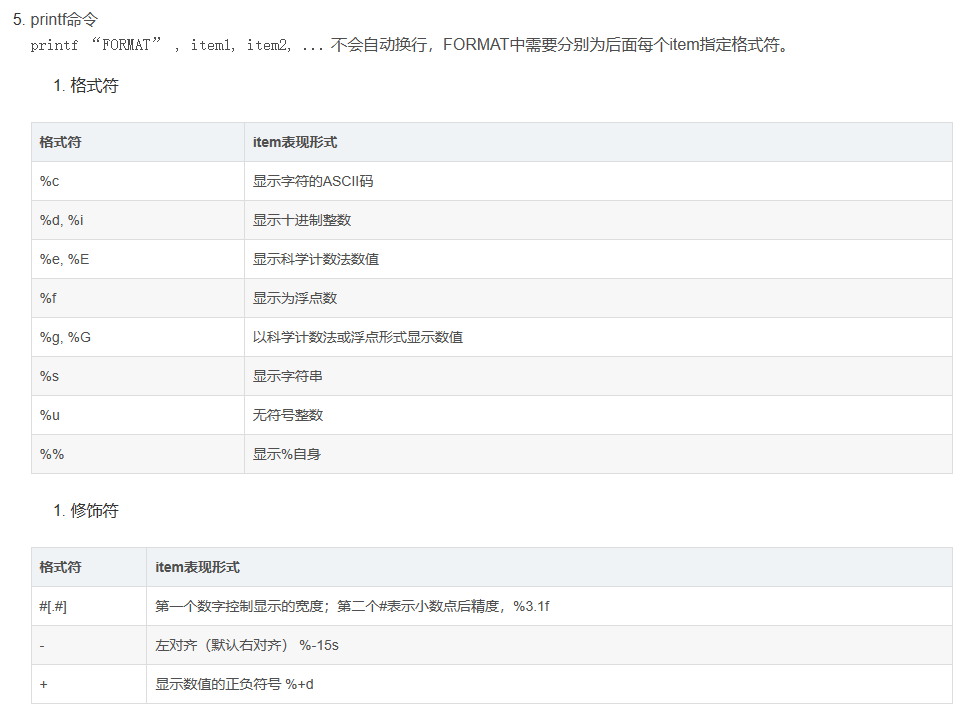 5. printf命令
printf “FORMAT” , item1, item2, ... 不会自动换行，FORMAT中需要分别为后面每个item指定格式符。
1. 格式符
格式符 item表现形式
%c 显示字符的ASCII码
%d, %i 显示十进制整数
%e, %E 显示科学计数法数值
%f 显示为浮点数
%g, %G 以科学计数法或浮点形式显示数值
%s 显示字符串
%u 无符号整数
%% 显示%自身
1. 修饰符
格式符 item表现形式
#[.#] 第一个数字控制显示的宽度；第二个#表示小数点后精度，%3.1f
- 左对齐（默认右对齐） %-15s
+ 显示数值的正负符号 %+d